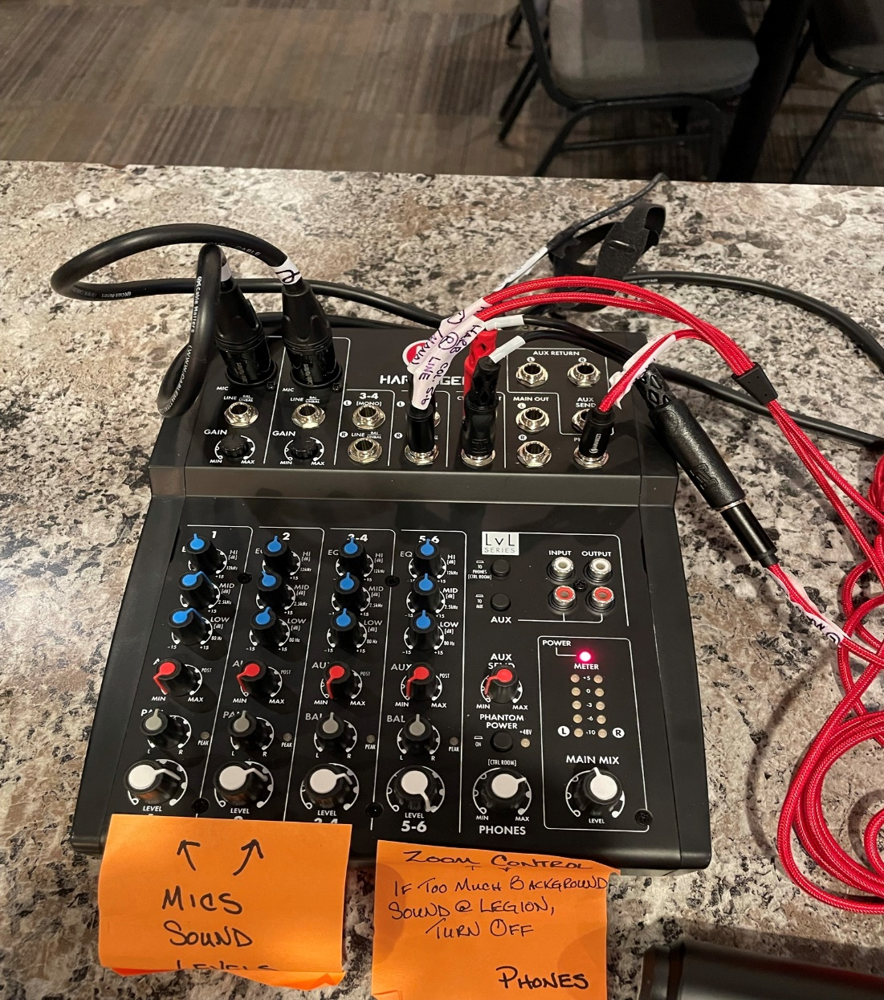 HAR
GE
AUX RETURN
L
R
MIC
MIC
LINE BAL UNBAL
LINE BAL UNBAL
3-4
[MONO]
L
L
MAIN OUT
L
AUX
SEND
LINE 5-6
GAIN
GAIN
R LINE BAL UNBAL
R
R
MIN MAX
MIN MAX
1
2
3-4
5-6
LvL
SERIES
HI
[dB]
12kHz
EQ
HI
[dB]
12kHz
EQ
HI
[dB]
12kHz
EQ
HI
[dB]
12kHz
INPUT
OUTPUT
TO
PHONES
[CTRL ROOM]
MID
[dB]
2.5kHz
MID
[dB]
2.5kHz
MID
[dB]
2.5kHz
MID
[dB]
2.5kHz
TO
MIX
AUX
LOW
[dB]
80 Hz
LOW
[dB]
80 Hz
LOW
[dB]
80 Hz
LOW
[dB]
80 Hz
-15 +15
-15 +15
-15 +15
-15 +15
POWER
AUX
SEND
METER
+5
0
-3
-6
L -10 R
POST
AUX POST
AUX POST
AUX POST
MIN MAX
MIN MAX
MIN MAX
MIN MAX
MIN MAX
PHANTOM
POWER
+48V
ON
PAN
PAN
BAL
BAL
L R
L R
L R
L R
PEAK
PEAK
PEAK
PEAK
[CTRL ROOM]
MAIN MIX
LEVEL
LEVEL
LEVEL
3-4
LEVEL
5-6
MIN MAX
PHONES
LEVEL
MICS
SOUND
LEVELS
ZOOM CONTROL
IF TOO MUCH BACKGROUND
SOUND @ LEGION,
TURN OFF
PHONES